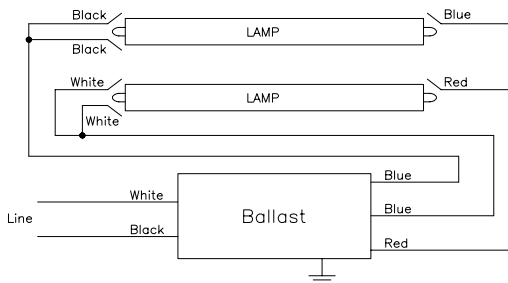 Black
Blue
LAMP
Black
White
Red
LAMP
White
Blue
White
Blue
Line
Ballast
Black
Red